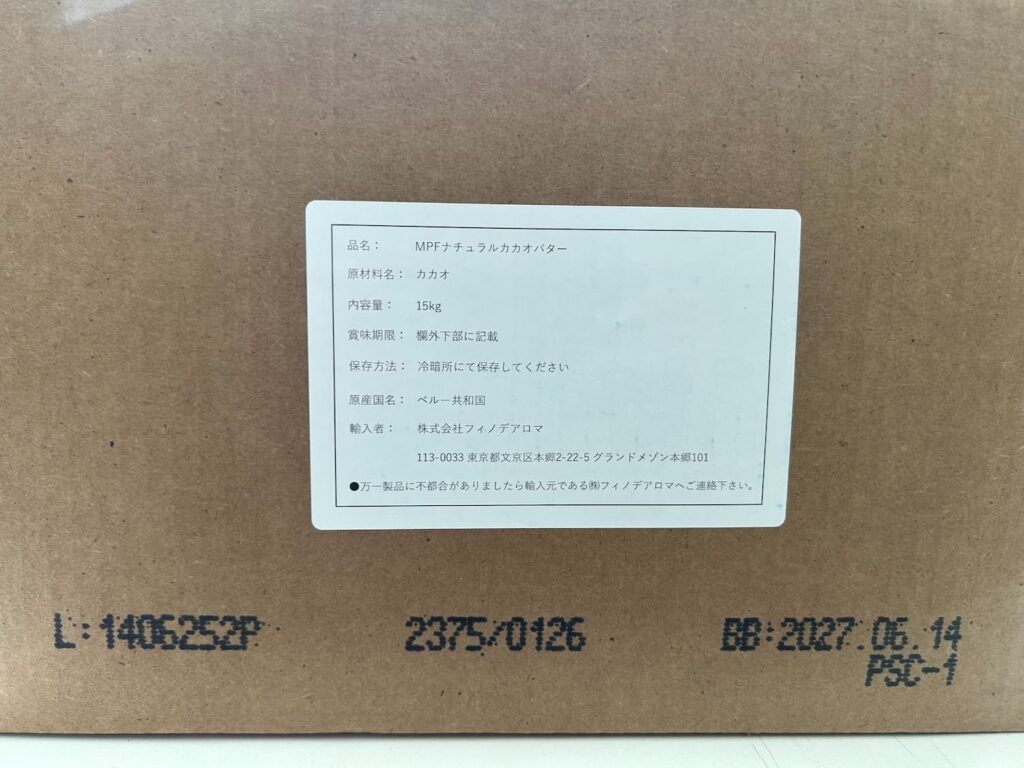 品名： MPFナチュラルカカオバター
原材料名： カカオ
内容量： 15kg
賞味期限： 欄外下部に記載
保存方法： 冷暗所にて保存してください
原産国名： ペルー共和国
輸入者： 株式会社フィノデアロマ
113-0033 東京都文京区本郷2-22-5 グランドメゾン本郷101
●万一製品に不都合がありましたら輸入元である㈱フィノデアロマへご連絡下さい。
L:1406252P 2375/0126 BB:2027.06.14
PSC-1